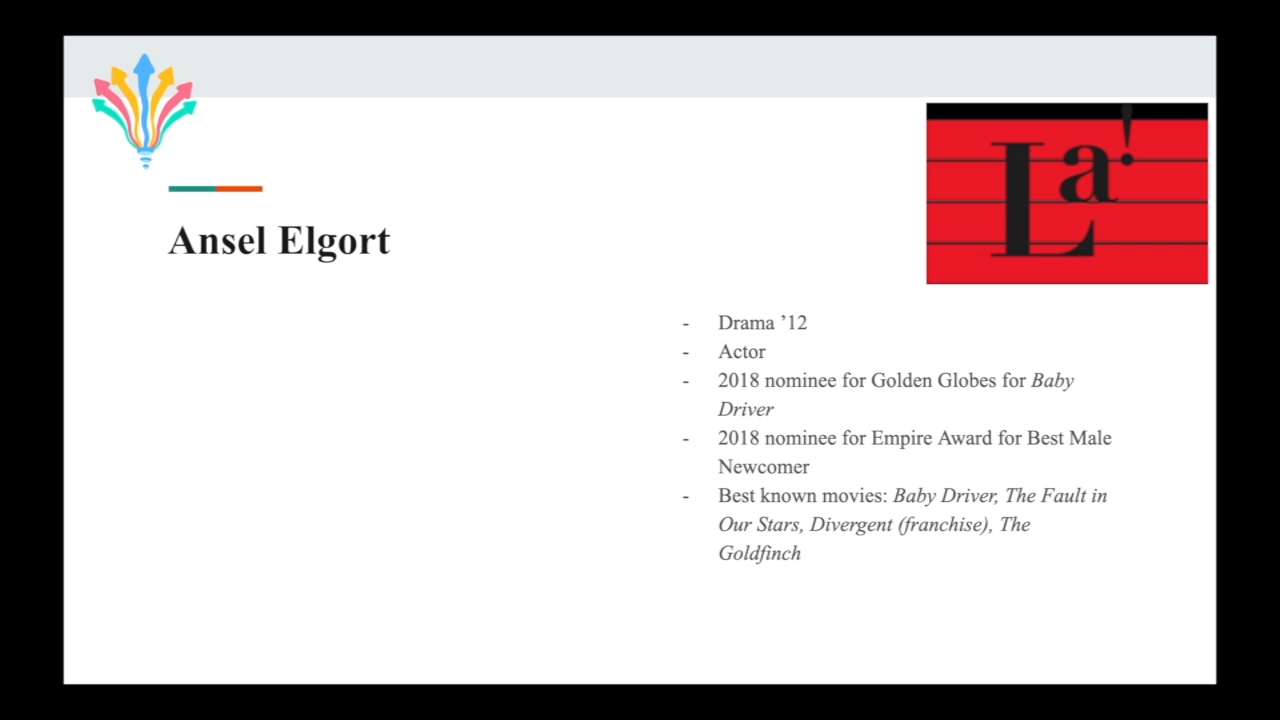 La!
Ansel Elgort
- Drama ’12
- Actor
- 2018 nominee for Golden Globes for Baby
Driver
- 2018 nominee for Empire Award for Best Male
Newcomer
- Best known movies: Baby Driver, The Fault in
Our Stars, Divergent (franchise), The
Goldfinch